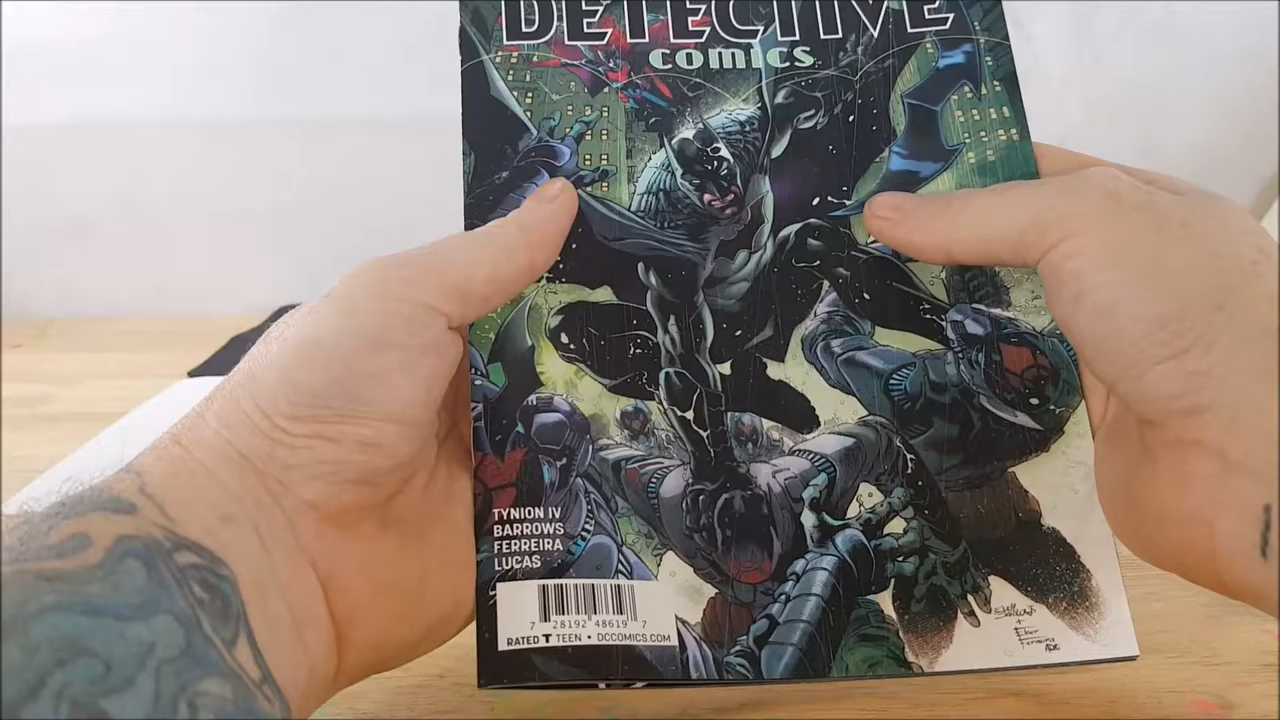 DETECTIVE
COMICS
TYNION IV
BARROWS
FERREIRA
LUCAS
7 28192 48619 7
RATED T TEEN • DCCOMICS.COM